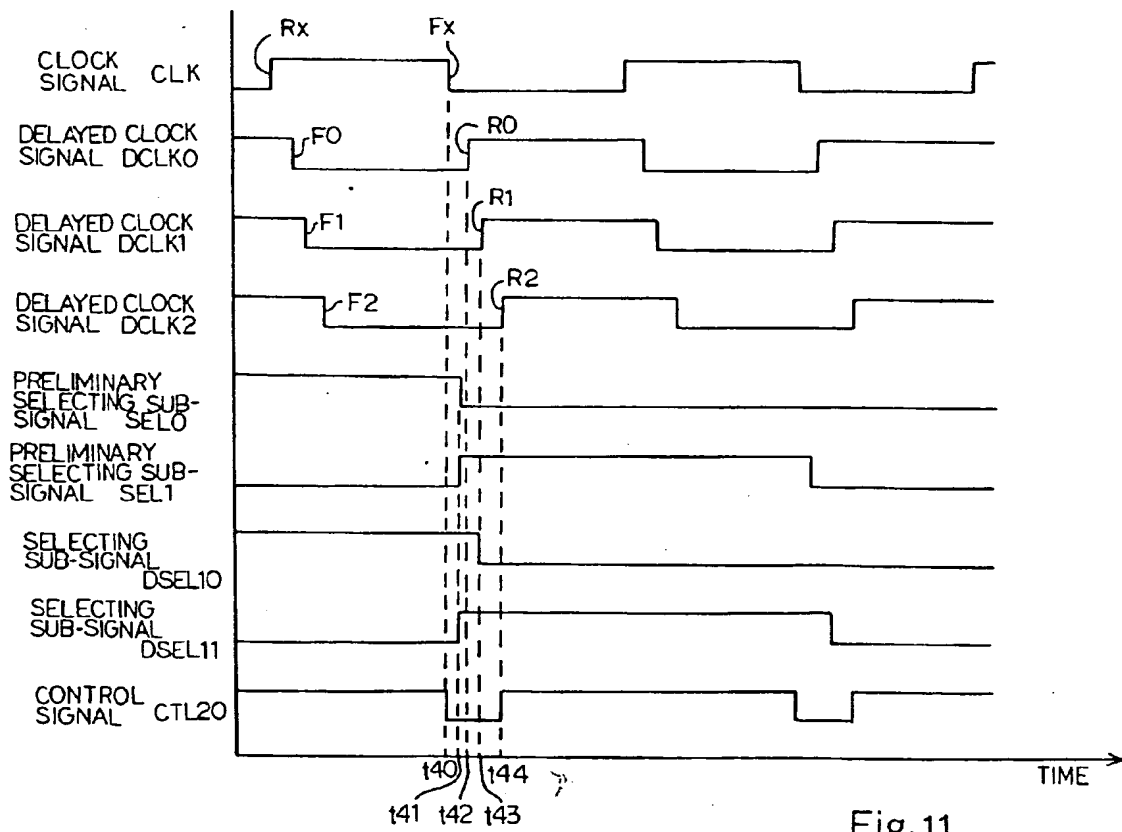 Rx
Fx
CLOCK
SIGNAL CLK
DELAYED CLOCK
SIGNAL DCLK0
F0
R0
DELAYED CLOCK
SIGNAL DCLK1
F1
R1
DELAYED CLOCK
SIGNAL DCLK2
F2
R2
PRELIMINARY
SELECTING SUB-
SIGNAL SEL0
PRELIMINARY
SELECTING SUB-
SIGNAL SEL1
SELECTING
SUB-SIGNAL
DSEL10
SELECTING
SUB-SIGNAL
DSEL11
CONTROL
SIGNAL CTL20
t40
t44
TIME
t41
t42
t43
Fig.11